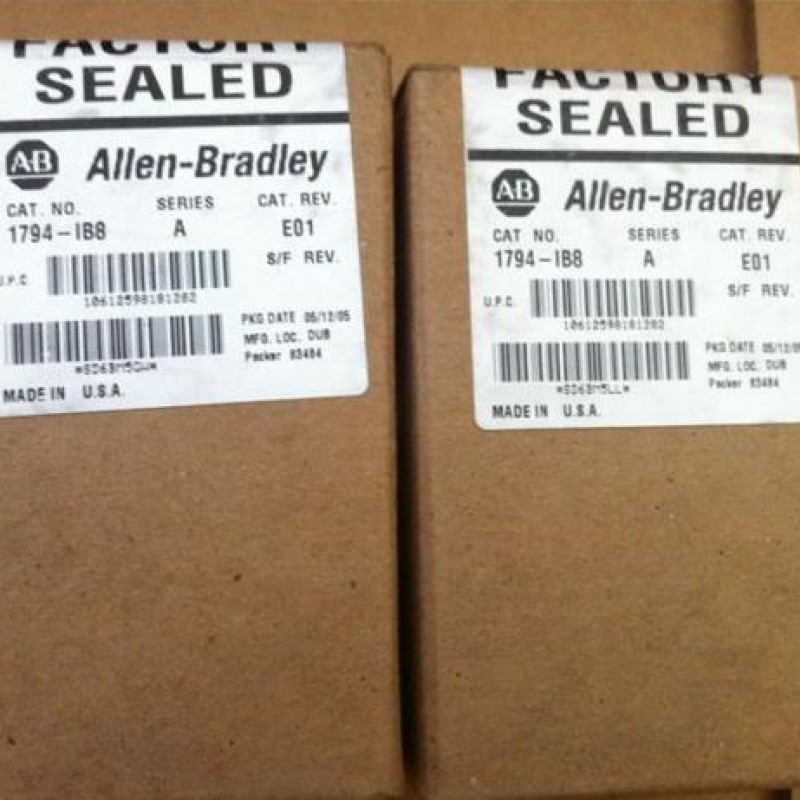 FACTORY
SEALED
AB Allen-Bradley
CAT. NO. SERIES CAT. REV.
1794-IB8 A E01
S/F REV.
U.P.C
10612598181282
PKG DATE 05/12/05
MFG. LOC. DUB
Packer 83484
MADE IN U.S.A.
FACTORY
SEALED
AB Allen-Bradley
CAT NO. SERIES CAT. REV.
1794-IB8 A E01
S/F REV.
U.P.C.
10612598181282
PKG DATE 05/12/05
MFG. LOC. DUB
Packer 83484
*SD63M5LL*
MADE IN U.S.A.